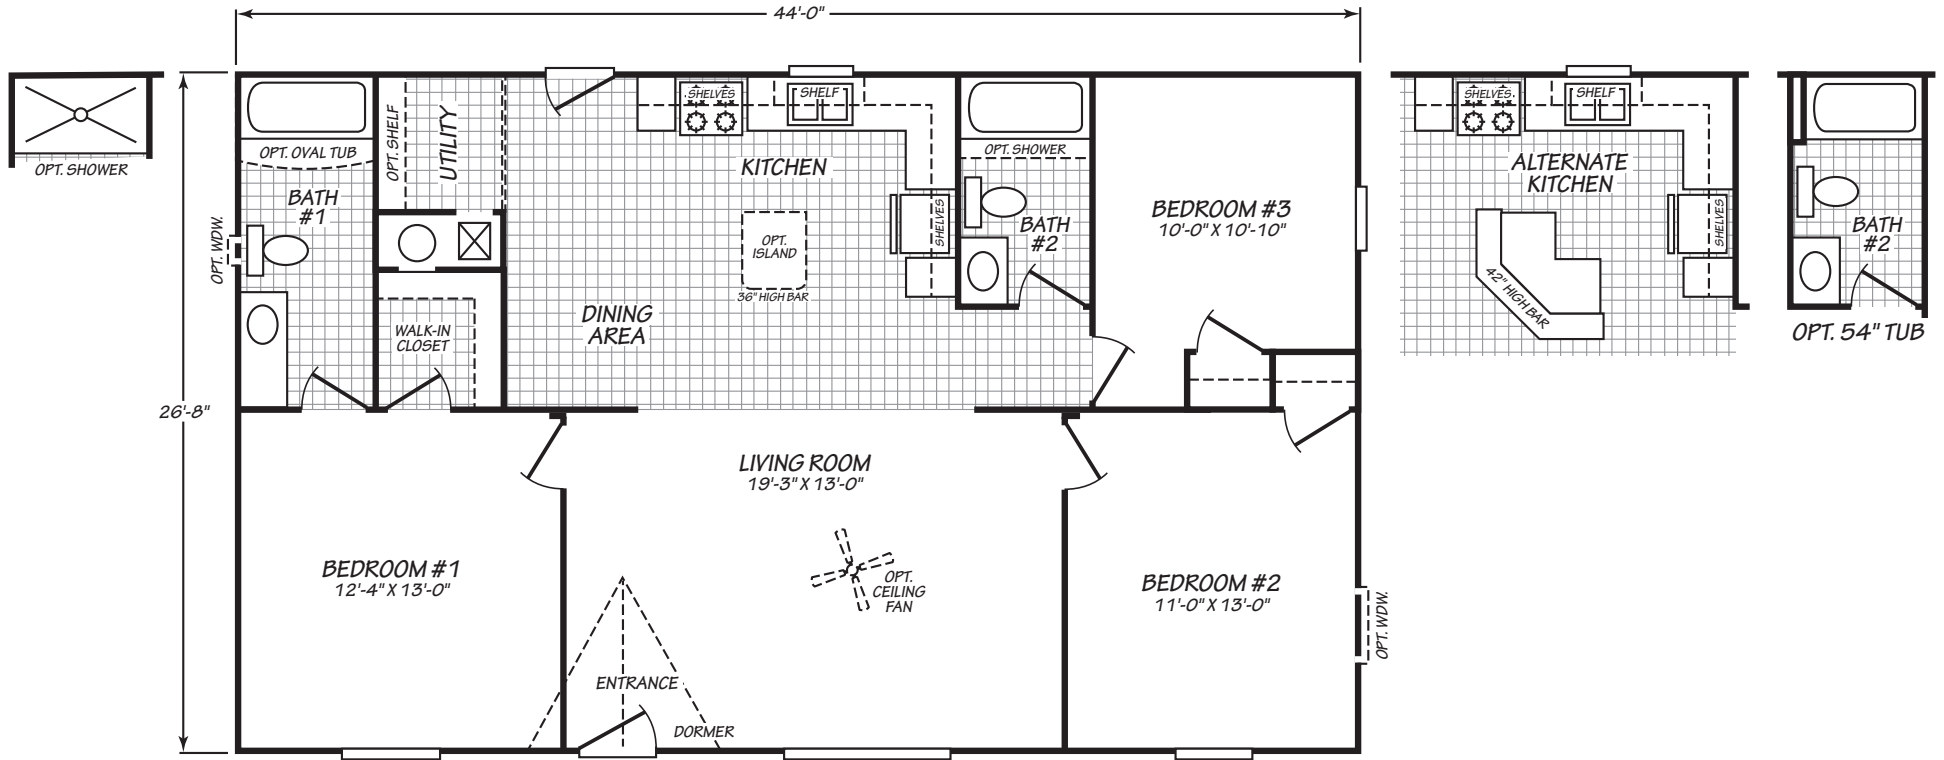 44'-0"
OPT. SHOWER
26'-8"
OPT. OVAL TUB
BATH
#1
OPT. WDW.
OPT. SHELF
UTILITY
WALK-IN
CLOSET
SHELVES
SHELF
KITCHEN
OPT.
ISLAND
36" HIGH BAR
SHELVES
DINING
AREA
OPT. SHOWER
BATH
#2
BEDROOM #3
10'-0" X 10'-10"
SHELVES
SHELF
ALTERNATE
KITCHEN
SHELVES
42" HIGH BAR
BATH
#2
OPT. 54" TUB
LIVING ROOM
19'-3" X 13'-0"
OPT.
CEILING
FAN
BEDROOM #1
12'-4" X 13'-0"
BEDROOM #2
11'-0" X 13'-0"
OPT. WDW.
ENTRANCE
DORMER